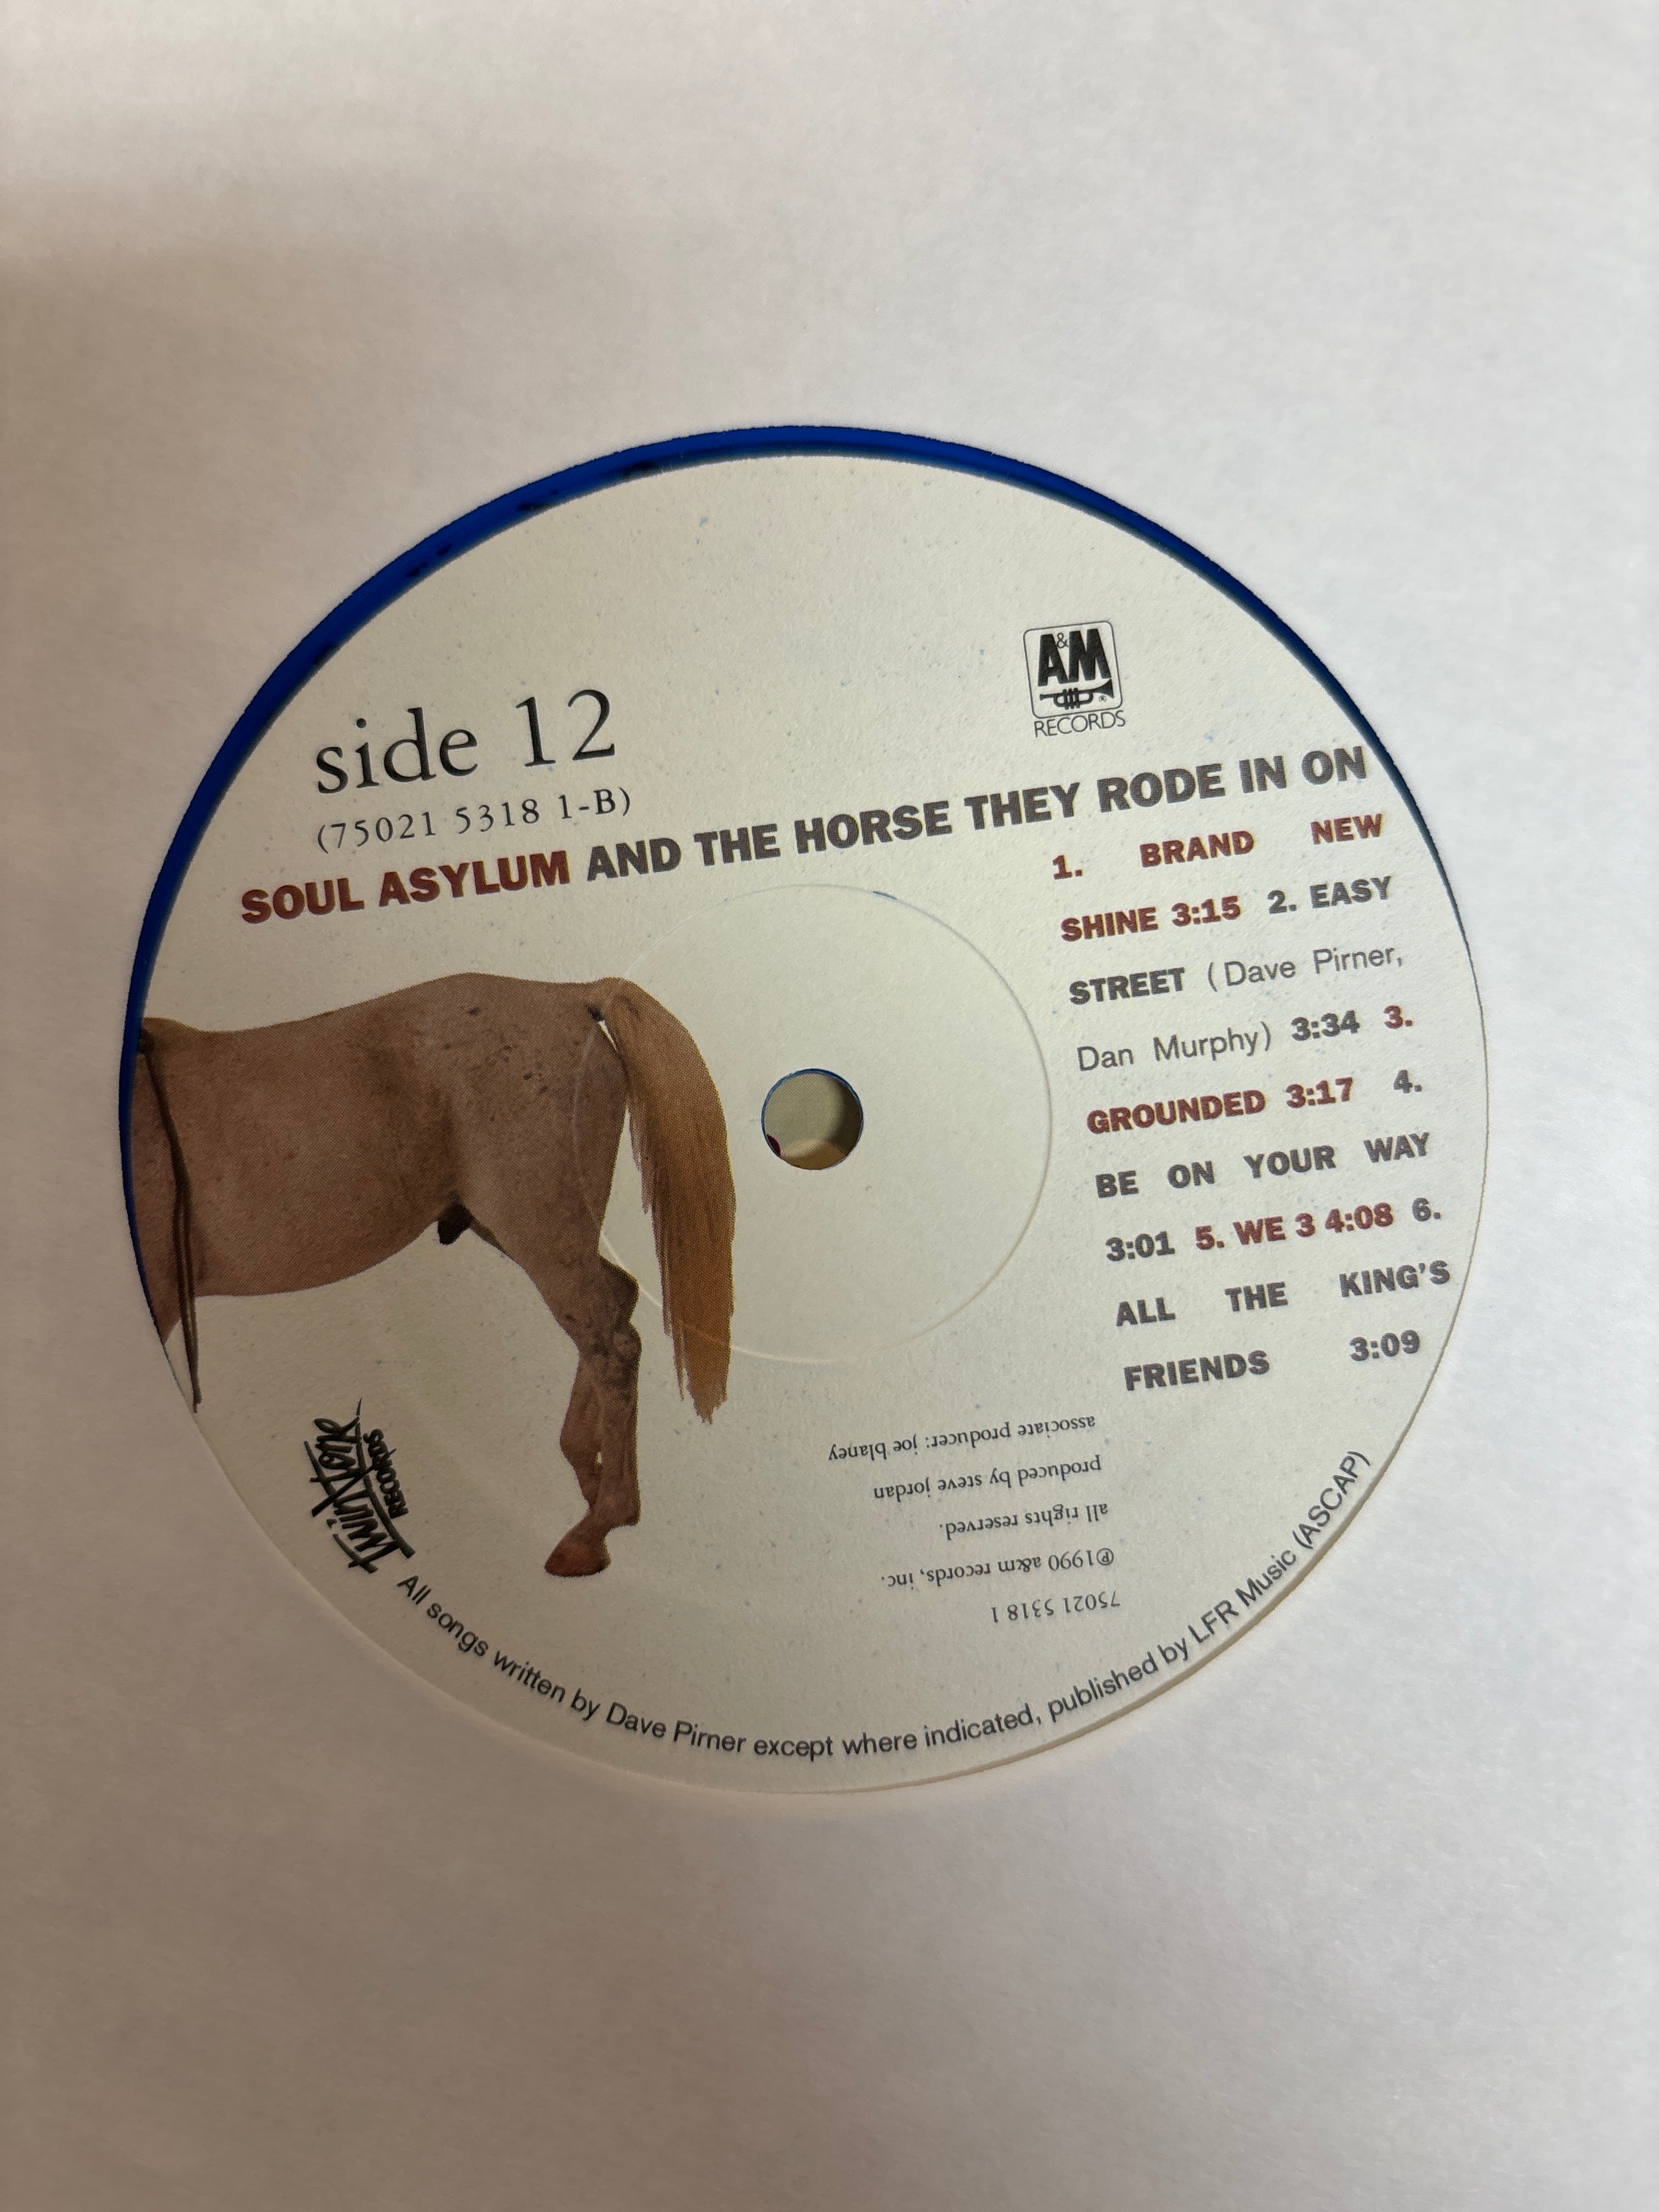 side 12
(75021 5318 1-B)
A&M
RECORDS
SOUL ASYLUM AND THE HORSE THEY RODE IN ON
1. BRAND NEW
SHINE 3:15 2. EASY
STREET (Dave Pirner,
Dan Murphy) 3:34 3.
GROUNDED 3:17 4.
BE ON YOUR WAY
3:01 5. WE 3 4:08 6.
ALL THE KING'S
FRIENDS 3:09
Twin/Tone
RECORDS
75021 5318 1
℗1990 a&m records, inc.
all rights reserved.
produced by steve jordan
associate producer: joe blaney
All songs written by Dave Pirner except where indicated, published by LFR Music (ASCAP)